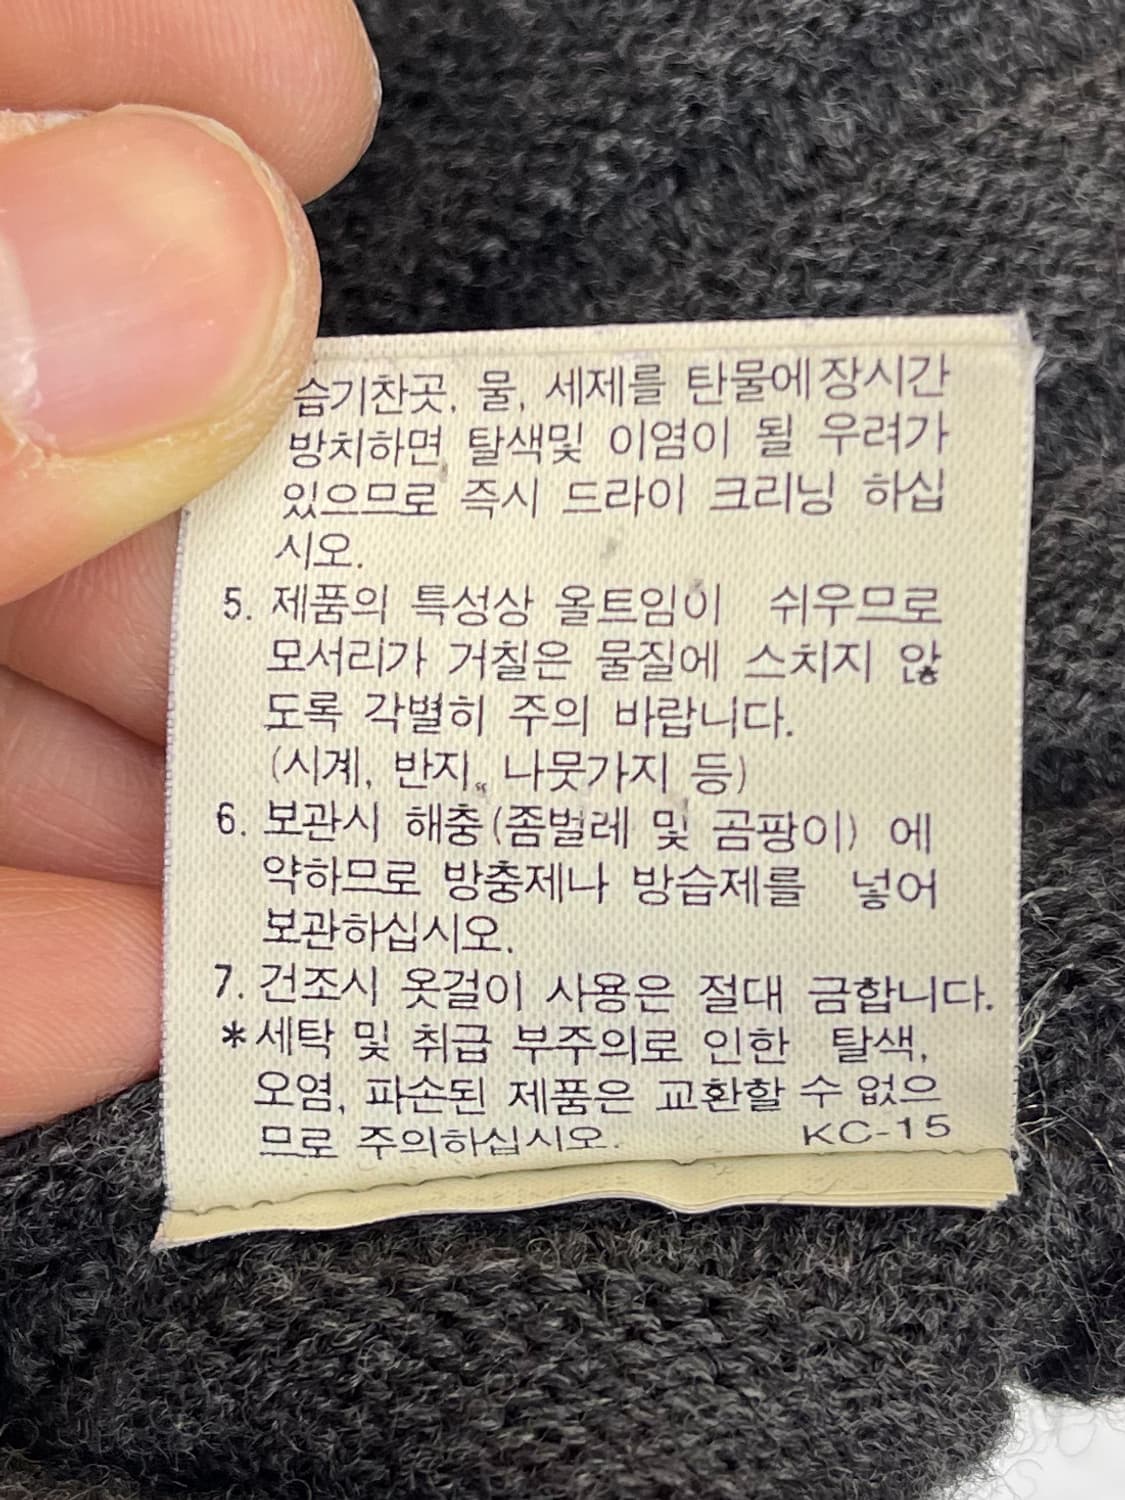 습기찬곳, 물, 세제를 탄물에장시간
방치하면 탈색및 이염이 될 우려가
있으므로 즉시 드라이 크리닝 하십
시오.
5. 제품의 특성상 올트임이 쉬우므로
모서리가 거칠은 물질에 스치지 않
도록 각별히 주의 바랍니다.
(시계, 반지, 나뭇가지 등)
6. 보관시 해충(좀벌레 및 곰팡이) 에
약하므로 방충제나 방습제를 넣어
보관하십시오.
7. 건조시 옷걸이 사용은 절대 금합니다.
*세탁 및 취급 부주의로 인한 탈색,
오염, 파손된 제품은 교환할 수 없으
므로 주의하십시오. KC-15